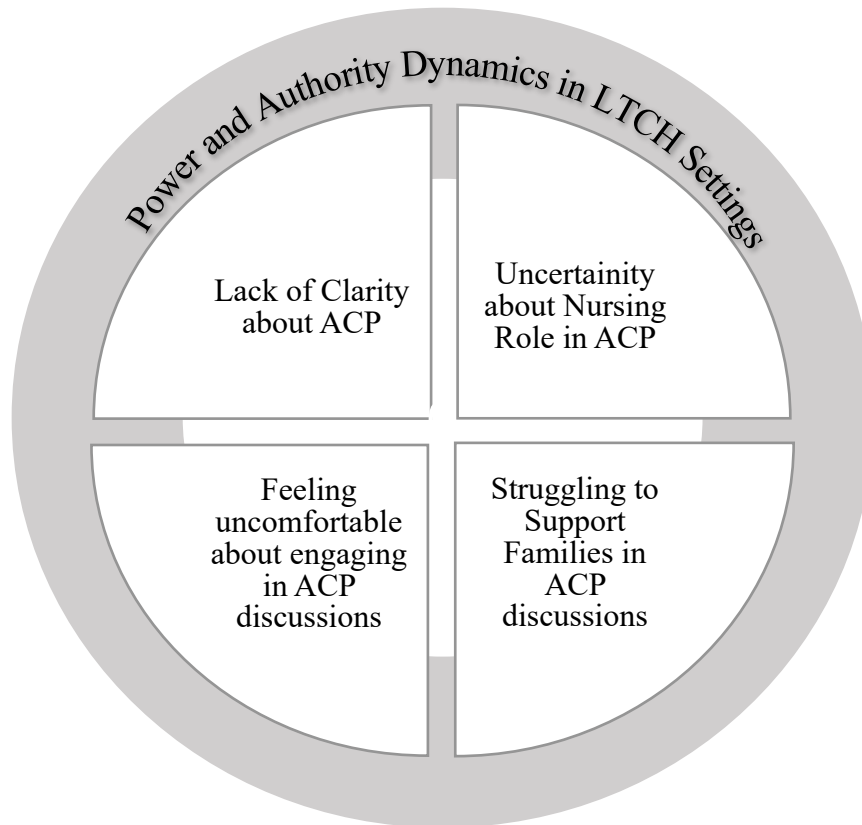 Power and Authority Dynamics in LTCH Settings
Lack of Clarity
about ACP
Uncertainity
about Nursing
Role in ACP
Feeling
uncomfortable
about engaging
in ACP
discussions
Struggling to
Support
Families in
ACP
discussions